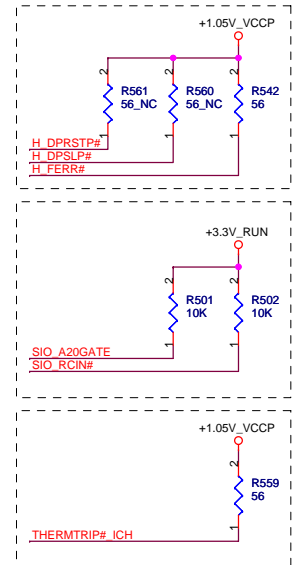 +1.05V_VCCP
2 2 2
R561 R560 R542
56_NC 56_NC 56
1 1 1
H_DPRSTP#
H_DPSLP#
H_FERR#
+3.3V_RUN
2 2
R501 R502
10K 10K
1 1
SIO_A20GATE
SIO_RCIN#
+1.05V_VCCP
2
R559
56
1
THERMTRIP#_ICH